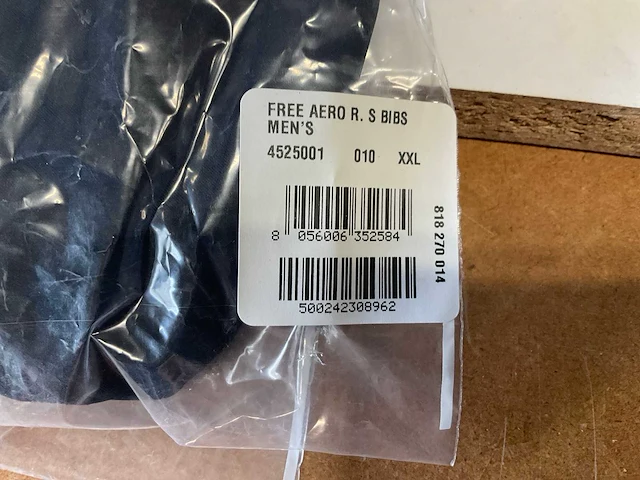 FREE AERO R. S BIBS
MEN'S
4525001 010 XXL
8 056006 352584
818 270 014
500242308962